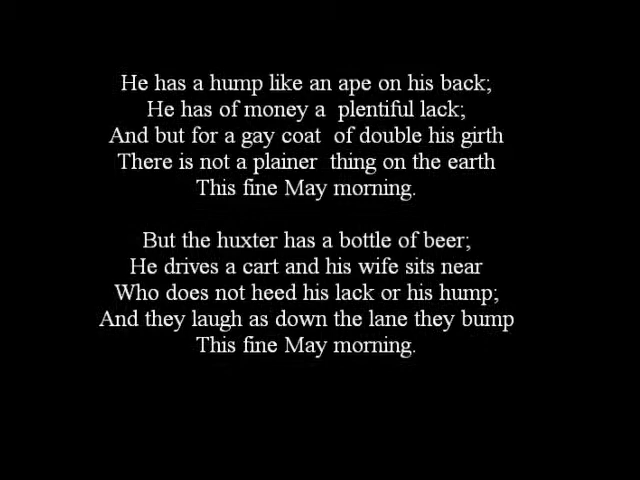 He has a hump like an ape on his back;
He has of money a plentiful lack;
And but for a gay coat of double his girth
There is not a plainer thing on the earth
This fine May morning.
But the huxter has a bottle of beer;
He drives a cart and his wife sits near
Who does not heed his lack or his hump;
And they laugh as down the lane they bump
This fine May morning.